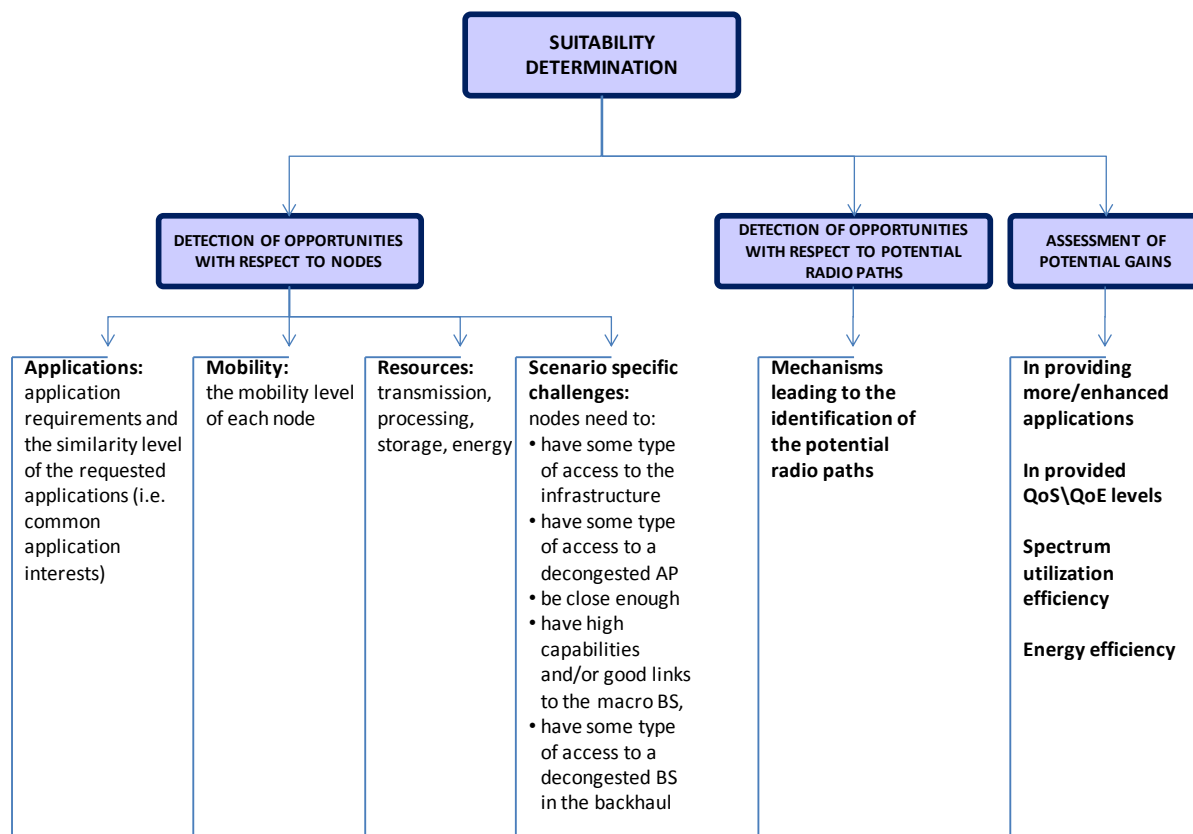 SUITABILITY
DETERMINATION
DETECTION OF OPPORTUNITIES
WITH RESPECT TO NODES
DETECTION OF OPPORTUNITIES
WITH RESPECT TO POTENTIAL
RADIO PATHS
ASSESSMENT OF
POTENTIAL GAINS
Applications:
application
requirements and
the similarity level
of the requested
applications (i.e.
common
application
interests)
Mobility:
the mobility level
of each node
Resources:
transmission,
processing,
storage, energy
Scenario specific
challenges:
nodes need to:
• have some type
of access to the
infrastructure
• have some type
of access to a
decongested AP
• be close enough
• have high
capabilities
and/or good links
to the macro BS,
• have some type
of access to a
decongested BS
in the backhaul
Mechanisms
leading to the
identification of
the potential
radio paths
In providing
more/enhanced
applications
In provided
QoS\QoE levels
Spectrum
utilization
efficiency
Energy efficiency